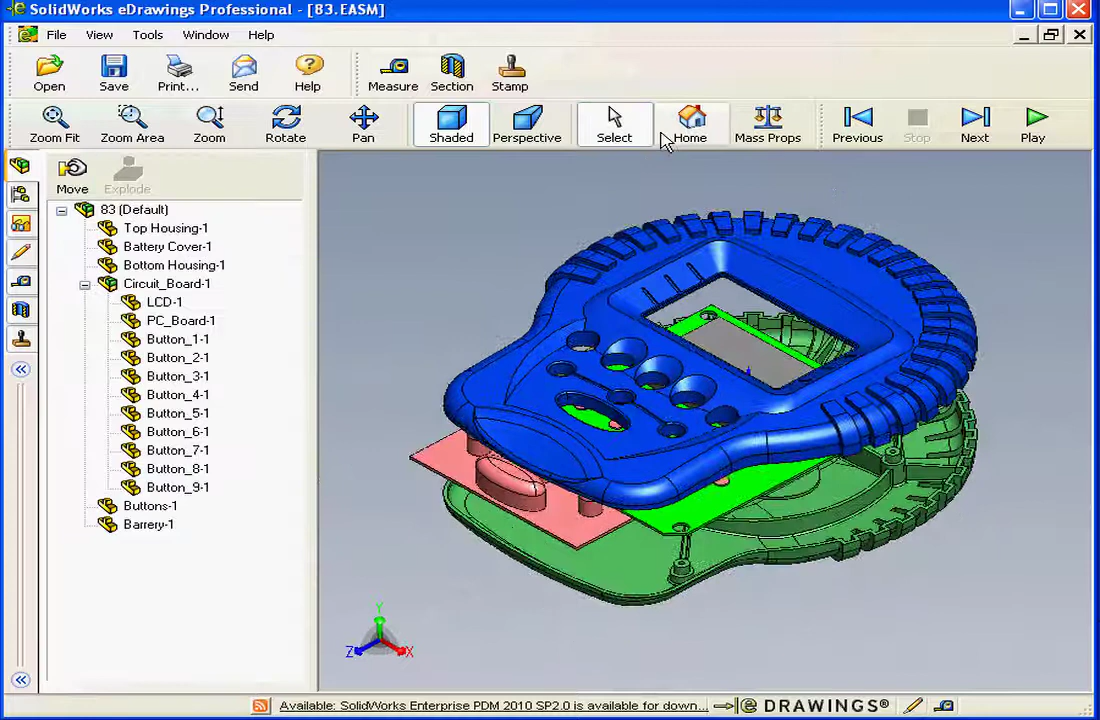 SolidWorks eDrawings Professional - [83.EASM]
File View Tools Window Help
Open Save Print... Send Help Measure Section Stamp
Zoom Fit Zoom Area Zoom Rotate Pan Shaded Perspective Select Home Mass Props Previous Stop Next Play
Move Explode
83 (Default)
Top Housing-1
Battery Cover-1
Bottom Housing-1
Circuit_Board-1
LCD-1
PC_Board-1
Button_1-1
Button_2-1
Button_3-1
Button_4-1
Button_5-1
Button_6-1
Button_7-1
Button_8-1
Button_9-1
Buttons-1
Barrery-1
Y
Z X
Available: SolidWorks Enterprise PDM 2010 SP2.0 is available for down... e DRAWINGS®